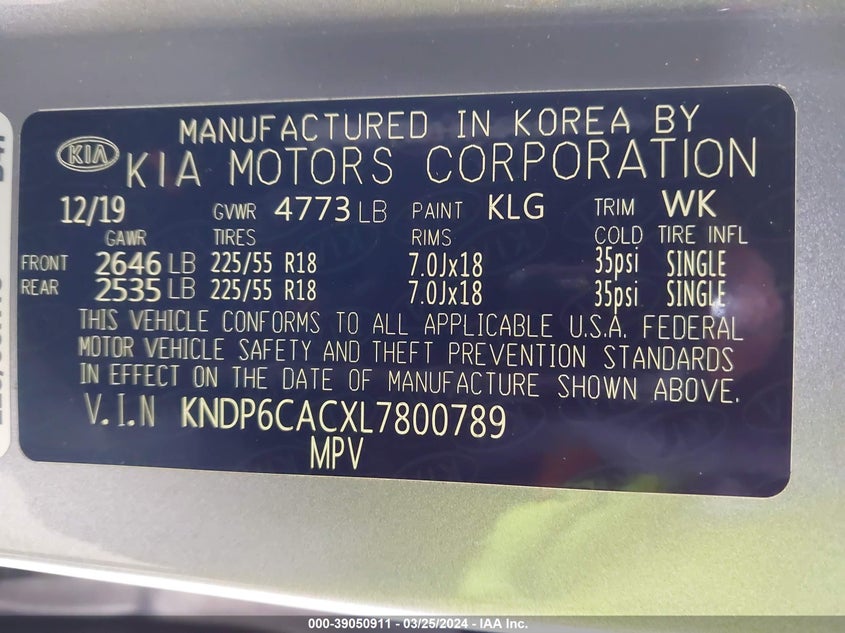 MANUFACTURED IN KOREA BY
KIA KIA MOTORS CORPORATION
12/19 GVWR 4773 LB PAINT KLG TRIM WK
GAWR TIRES RIMS COLD TIRE INFL
FRONT 2646 LB 225/55 R18 7.0Jx18 35psi SINGLE
REAR 2535 LB 225/55 R18 7.0Jx18 35psi SINGLE
THIS VEHICLE CONFORMS TO ALL APPLICABLE U.S.A. FEDERAL
MOTOR VEHICLE SAFETY AND THEFT PREVENTION STANDARDS
IN EFFECT ON THE DATE OF MANUFACTURE SHOWN ABOVE.
V.I.N KNDP6CACXL7800789
MPV
000-39050911 - 03/25/2024 - IAA Inc.